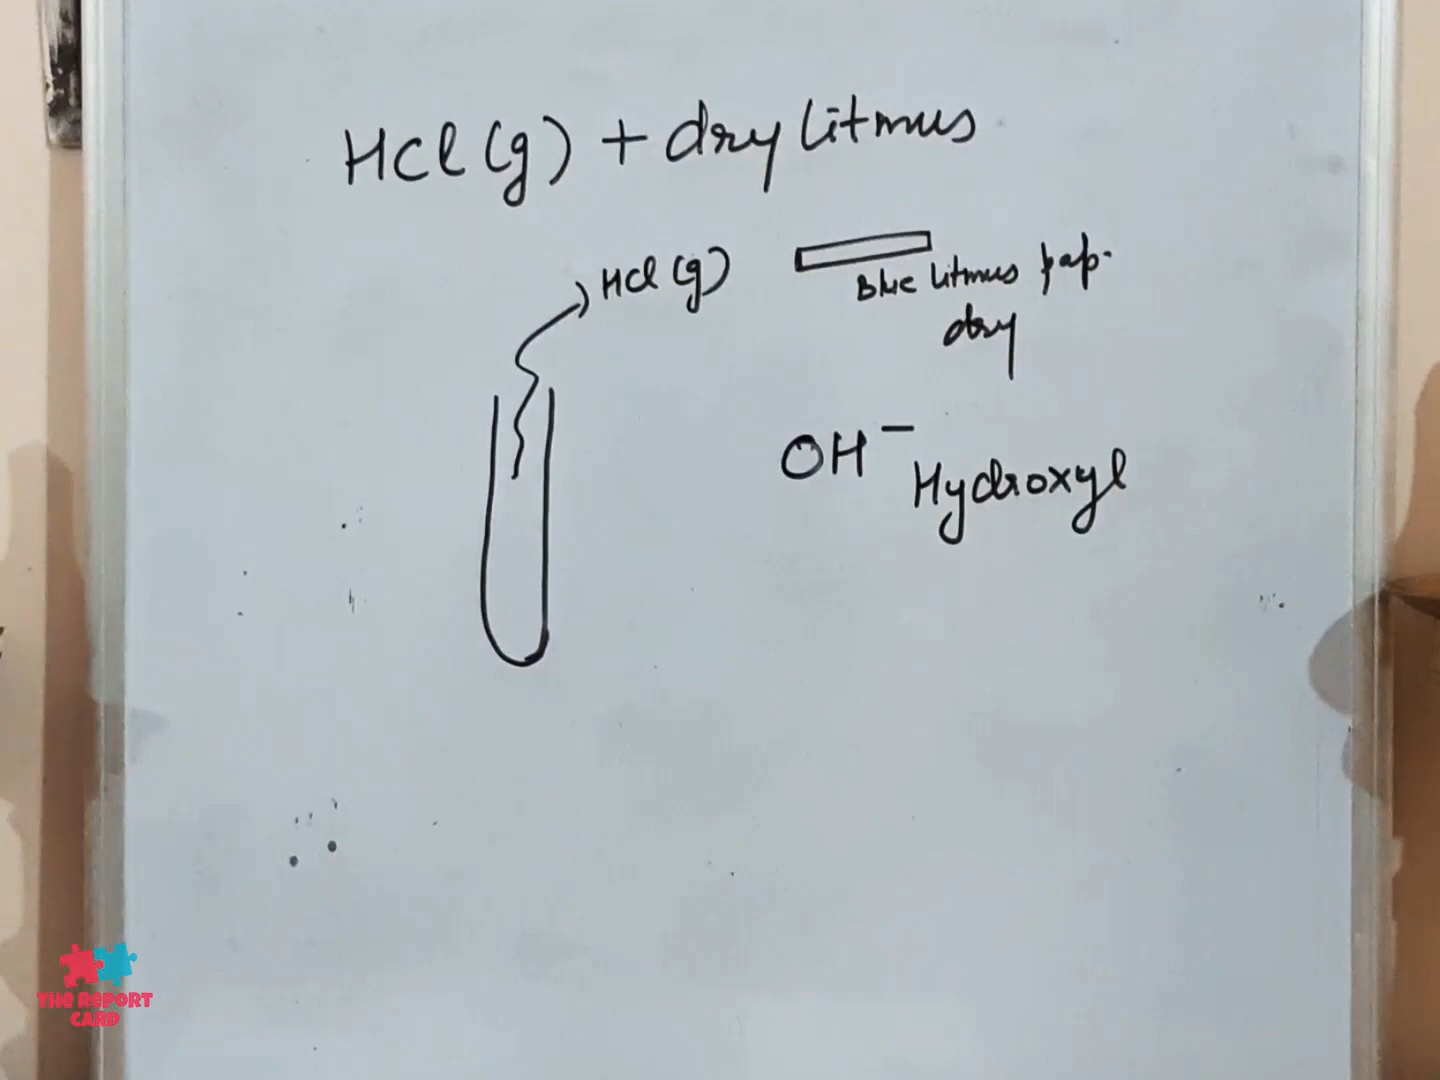 HCl (g) + dry litmus
HCl (g)
Blue litmus pap.
dry
OH⁻ Hydroxyl
THE REPORT
CARD